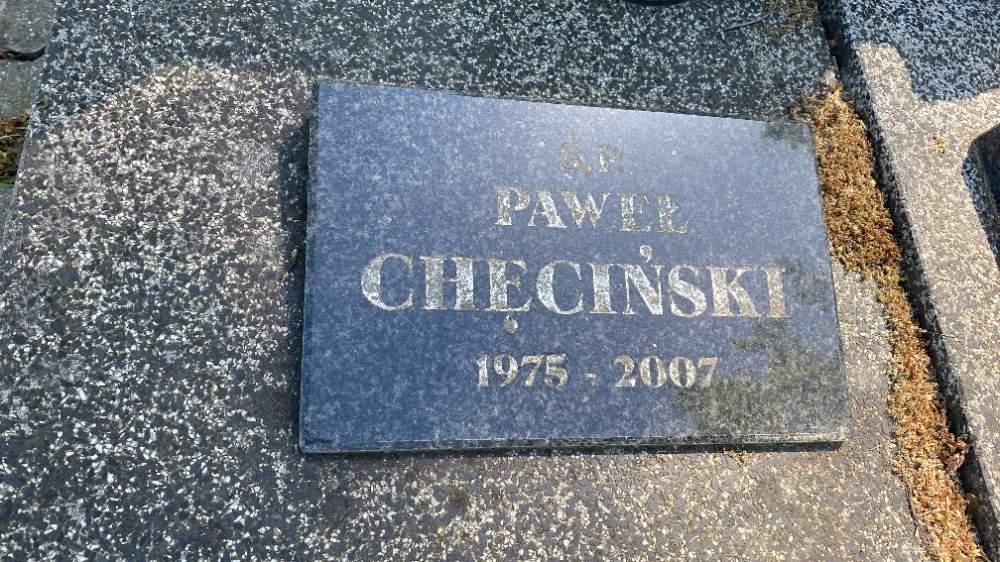 Ś.P.
PAWEŁ
CHĘCIŃSKI
1975 - 2007